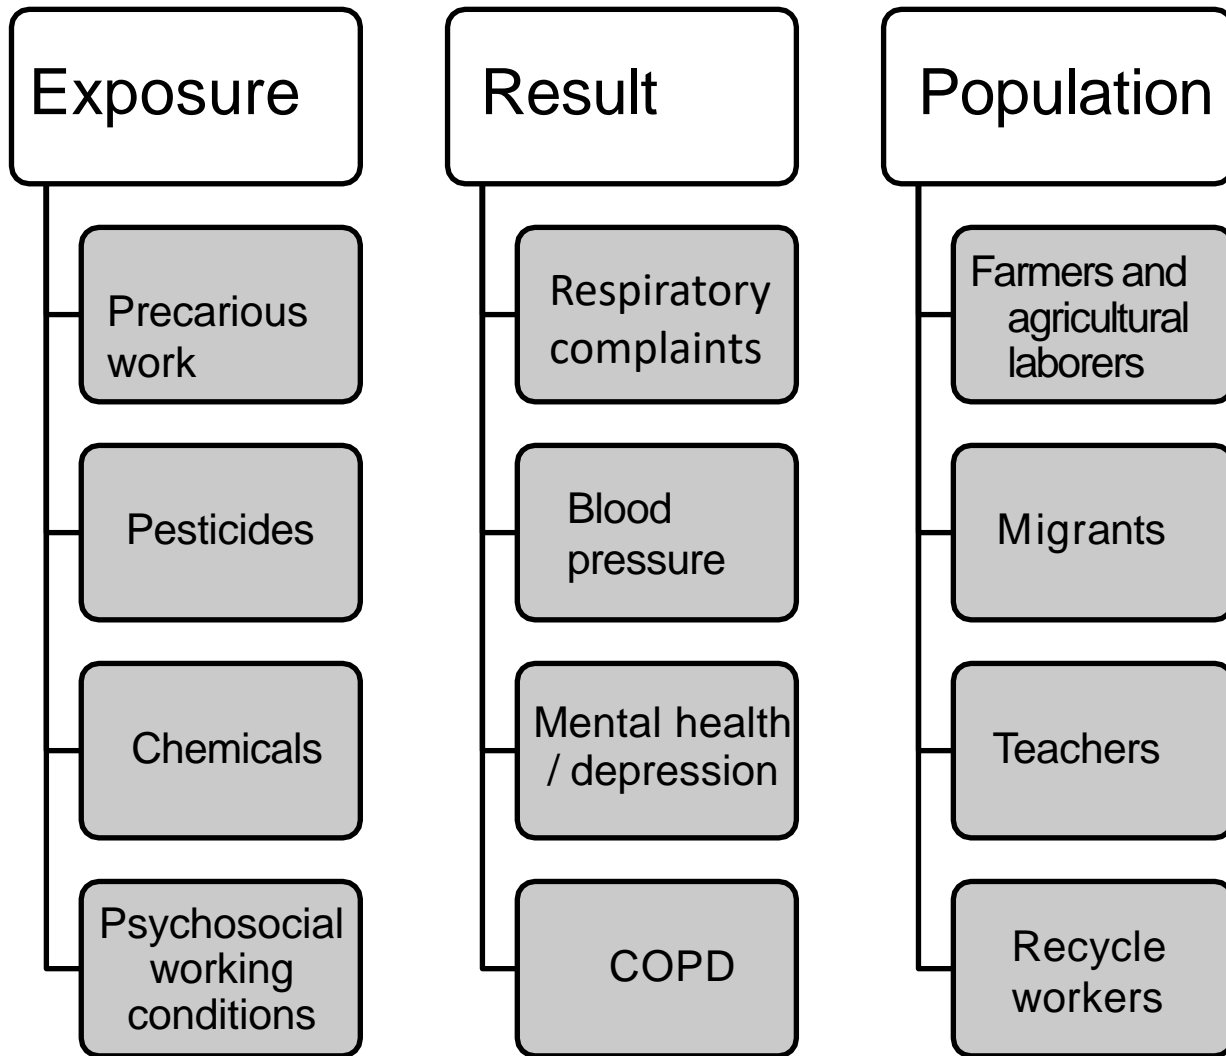 Exposure
Precarious
work
Pesticides
Chemicals
Psychosocial
working
conditions
Result
Respiratory
complaints
Blood
pressure
Mental health
/ depression
COPD
Population
Farmers and
agricultural
laborers
Migrants
Teachers
Recycle
workers